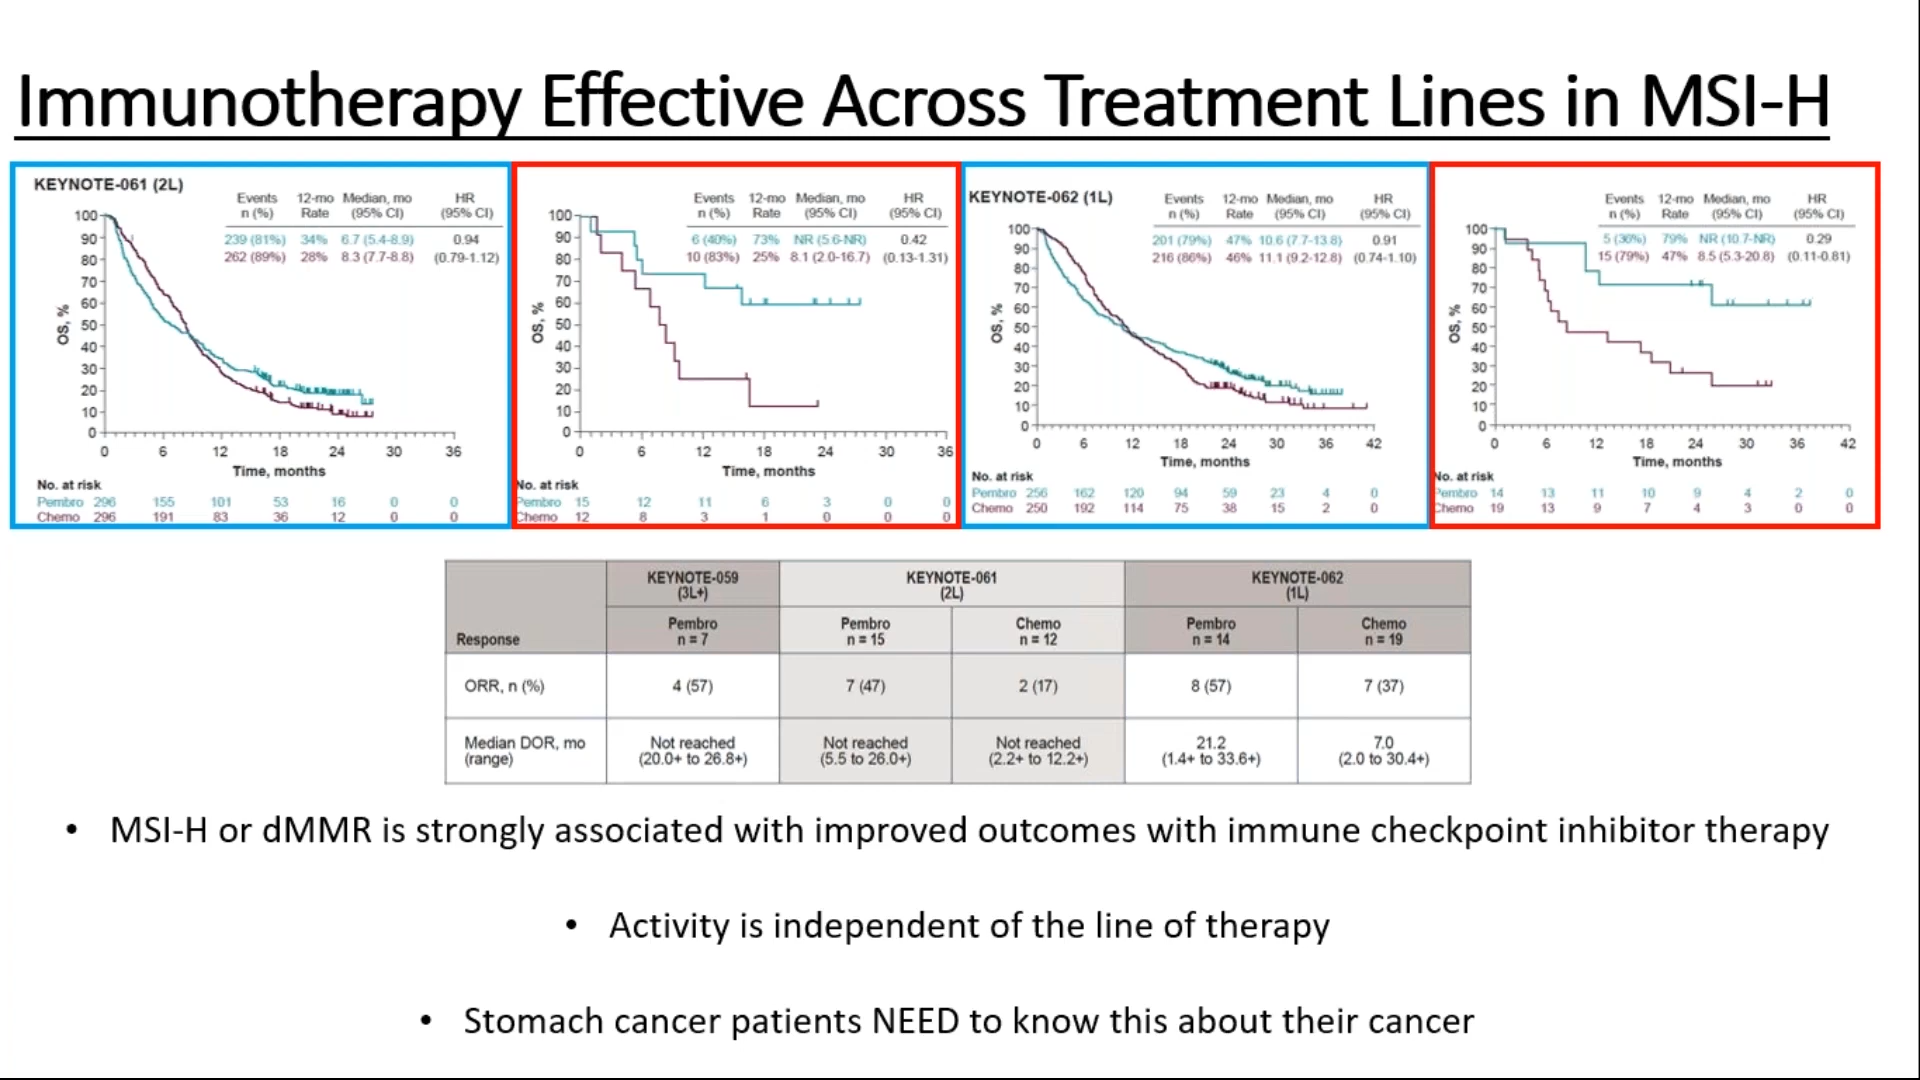 Immunotherapy Effective Across Treatment Lines in MSI-H
KEYNOTE-061 (2L)
Events 12-mo Median, mo HR
n (%) Rate (95% CI) (95% CI)
239 (81%) 34% 6.7 (5.4-8.9) 0.94
262 (89%) 28% 8.3 (7.7-8.8) (0.79-1.12)
100
90
80
70
60
50
40
30
20
10
0
OS, %
0 6 12 18 24 30 36
Time, months
No. at risk
Pembro 296 155 101 53 16 0 0
Chemo 296 191 83 36 12 0 0
Events 12-mo Median, mo HR
n (%) Rate (95% CI) (95% CI)
6 (40%) 73% NR (5.6-NR) 0.42
10 (83%) 25% 8.1 (2.0-16.7) (0.13-1.31)
100
90
80
70
60
50
40
30
20
10
0
OS, %
0 6 12 18 24 30 36
Time, months
No. at risk
Pembro 15 12 11 6 3 0 0
Chemo 12 8 3 1 0 0 0
KEYNOTE-062 (1L)
Events 12-mo Median, mo HR
n (%) Rate (95% CI) (95% CI)
201 (79%) 47% 10.6 (7.7-13.8) 0.91
216 (86%) 46% 11.1 (9.2-12.8) (0.74-1.10)
100
90
80
70
60
50
40
30
20
10
0
OS, %
0 6 12 18 24 30 36 42
Time, months
No. at risk
Pembro 256 162 120 94 59 23 4 0
Chemo 250 192 114 75 38 15 2 0
Events 12-mo Median, mo HR
n (%) Rate (95% CI) (95% CI)
5 (36%) 79% NR (10.7-NR) 0.29
15 (79%) 47% 8.5 (5.3-20.8) (0.11-0.81)
100
90
80
70
60
50
40
30
20
10
0
OS, %
0 6 12 18 24 30 36 42
Time, months
No. at risk
Pembro 14 13 11 10 9 4 2 0
Chemo 19 13 9 7 4 3 0 0
KEYNOTE-059 KEYNOTE-061 KEYNOTE-062
(3L+) (2L) (1L)
Pembro Pembro Chemo Pembro Chemo
Response n = 7 n = 15 n = 12 n = 14 n = 19
ORR, n (%) 4 (57) 7 (47) 2 (17) 8 (57) 7 (37)
Median DOR, mo Not reached Not reached Not reached 21.2 7.0
(range) (20.0+ to 26.8+) (5.5 to 26.0+) (2.2+ to 12.2+) (1.4+ to 33.6+) (2.0 to 30.4+)
• MSI-H or dMMR is strongly associated with improved outcomes with immune checkpoint inhibitor therapy
• Activity is independent of the line of therapy
• Stomach cancer patients NEED to know this about their cancer